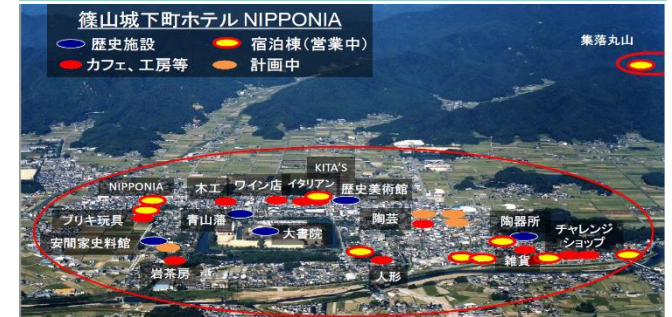 篠山城下町ホテル NIPPONIA
歴史施設
宿泊棟(営業中)
カフェ、工房等
計画中
集落丸山
KITA'S
NIPPONIA
木工
ワイン店
イタリアン
歴史美術館
ブリキ玩具
青山藩
陶芸
陶器所
チャレンジ
ショップ
安間家史料館
大書院
岩茶房
人形
雑貨